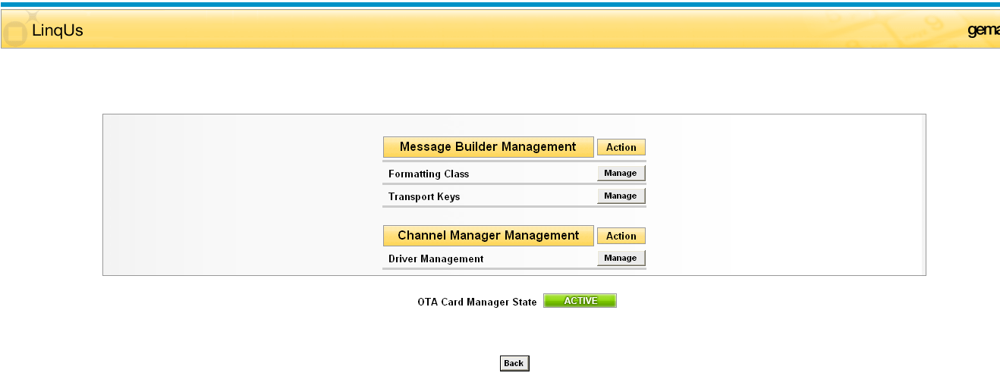 LinqUs
gema
Message Builder Management Action
Formatting Class Manage
Transport Keys Manage
Channel Manager Management Action
Driver Management Manage
OTA Card Manager State ACTIVE
Back